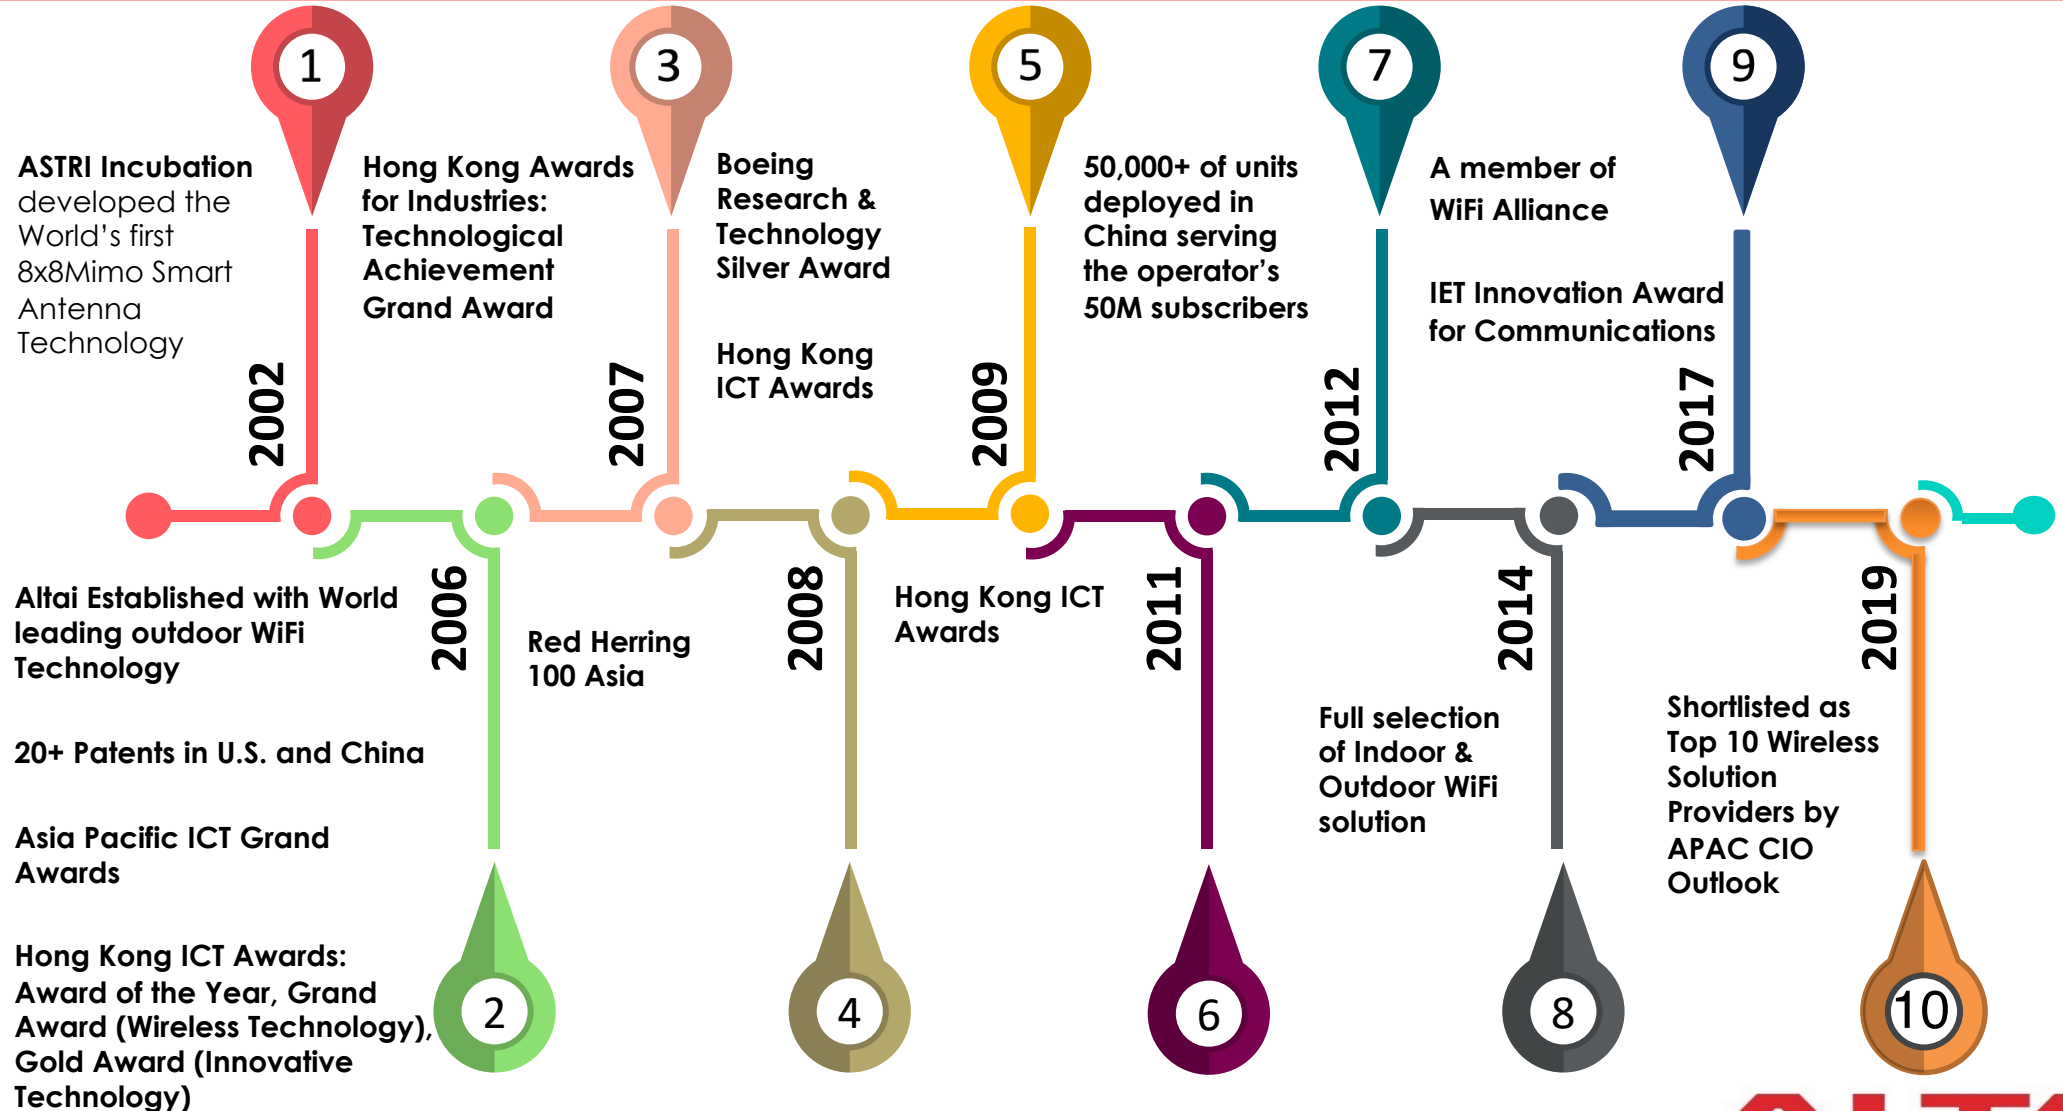 1
ASTRI Incubation
developed the
World's first
8x8Mimo Smart
Antenna
Technology
2002
3
Hong Kong Awards
for Industries:
Technological
Achievement
Grand Award
2007
5
Boeing
Research &
Technology
Silver Award
Hong Kong
ICT Awards
2009
7
50,000+ of units
deployed in
China serving
the operator's
50M subscribers
2012
9
A member of
WiFi Alliance
IET Innovation Award
for Communications
2017
Altai Established with World
leading outdoor WiFi
Technology
20+ Patents in U.S. and China
Asia Pacific ICT Grand
Awards
Hong Kong ICT Awards:
Award of the Year, Grand
Award (Wireless Technology),
Gold Award (Innovative
Technology)
2006
2
Red Herring
100 Asia
2008
4
Hong Kong ICT
Awards
2011
6
Full selection
of Indoor &
Outdoor WiFi
solution
2014
8
Shortlisted as
Top 10 Wireless
Solution
Providers by
APAC CIO
Outlook
2019
10